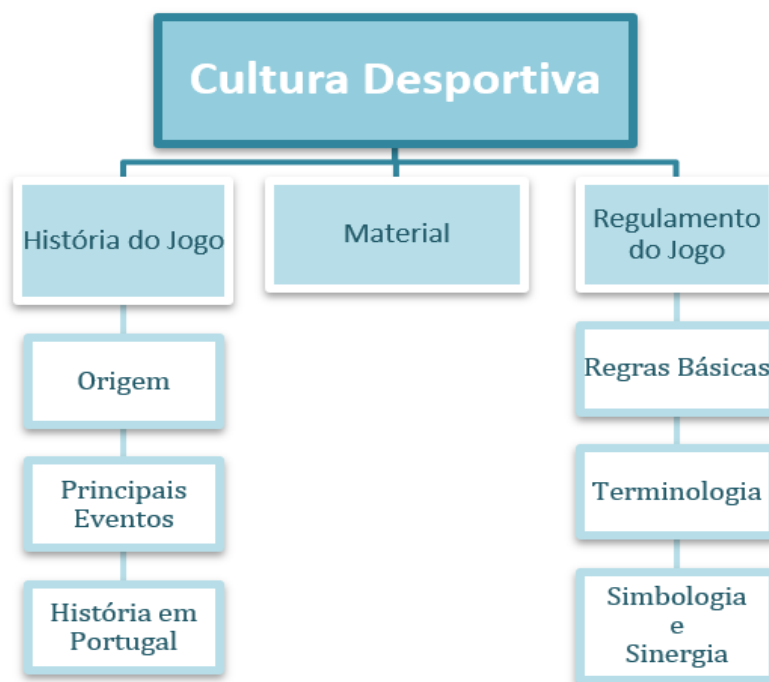 Cultura Desportiva
História do Jogo
Material
Regulamento
do Jogo
Origem
Principais
Eventos
História em
Portugal
Regras Básicas
Terminologia
Simbologia
e
Sinergia